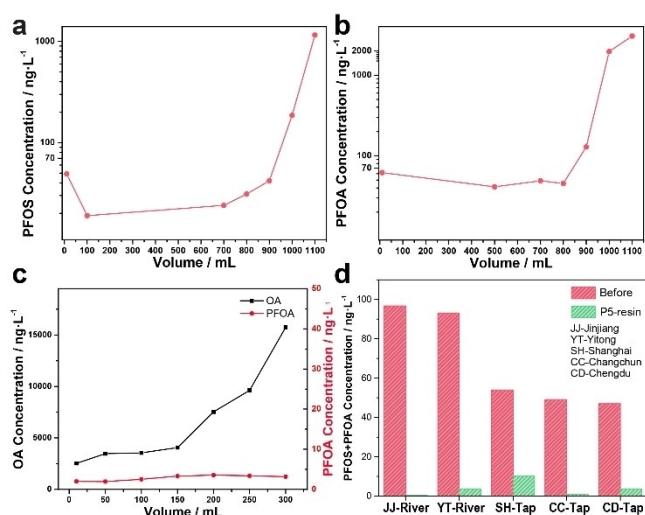 a
PFOS Concentration / ng·L⁻¹
1000
100
70
0 100 200 300 400 500 600 700 800 900 1000 1100
Volume / mL
b
PFOA Concentration / ng·L⁻¹
2000
1000
100
70
0 100 200 300 400 500 600 700 800 900 1000 1100
Volume / mL
c
OA Concentration / ng·L⁻¹
15000
10000
5000
2500
0
OA
PFOA
PFOA Concentration / ng·L⁻¹
50
40
30
20
10
0
0 50 100 150 200 250 300
Volume / mL
d
PFOS+PFOA Concentration / ng·L⁻¹
100
80
60
40
20
0
Before
P5-resin
JJ-Jinjiang
YT-Yitong
SH-Shanghai
CC-Changchun
CD-Chengdu
JJ-River YT-River SH-Tap CC-Tap CD-Tap